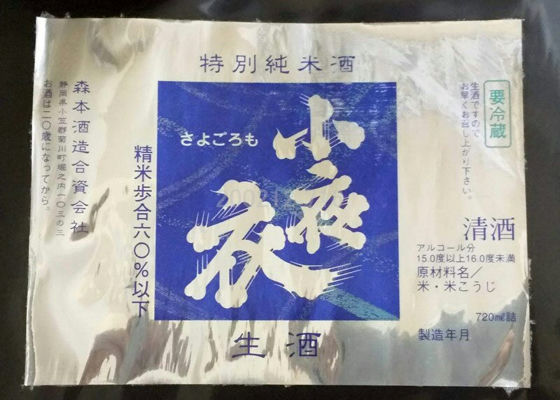 特別純米酒
要冷蔵
生酒ですので
お早くお召し上がり下さい。
さよごろも
小夜衣
精米歩合六〇%以下
森本酒造合資会社
静岡県小笠郡菊川町堀之内一〇三の三
お酒は二〇歳になってから。
清酒
アルコール分
15.0度以上16.0度未満
原材料名/
米・米こうじ
720㎖詰
製造年月
生酒